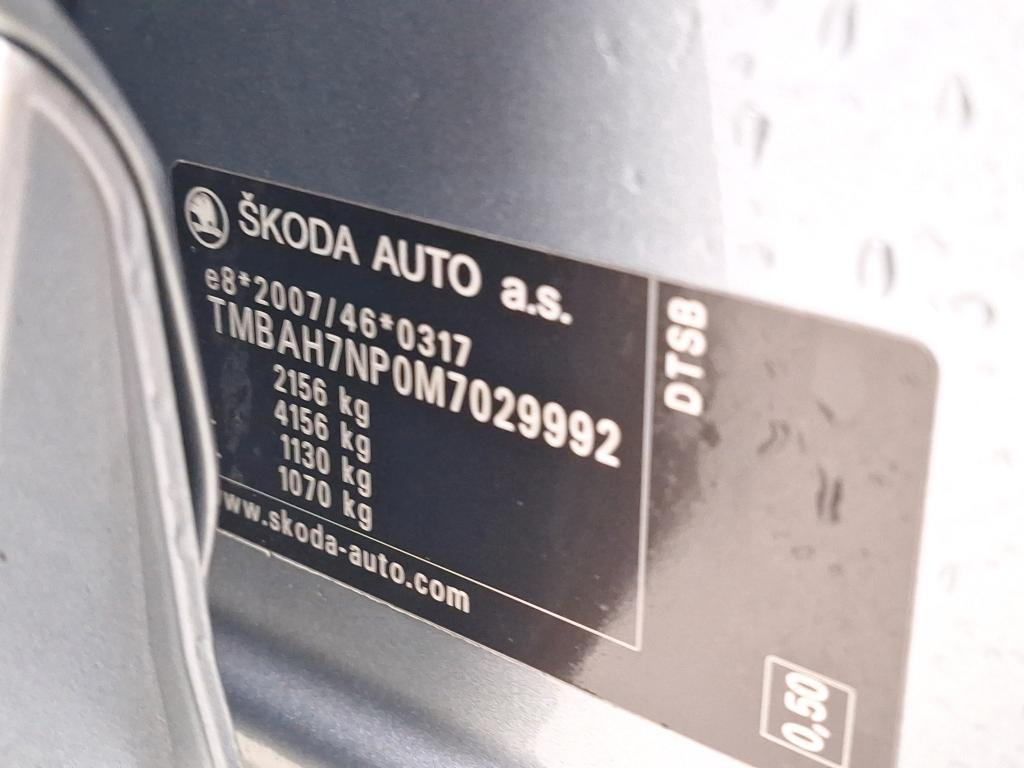 ŠKODA AUTO a.s.
e8*2007/46*0317
TMBAH7NP0M7029992
2156 kg
4156 kg
1130 kg
1070 kg
www.skoda-auto.com
DTSB
0,50